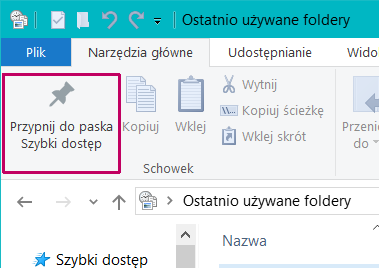 Ostatnio używane foldery
Plik
Narzędzia główne
Udostępnianie
Wido
Przypnij do paska
Szybki dostęp
Kopiuj
Wklej
Wytnij
Kopiuj ścieżkę
Wklej skrót
Przenie
do
Schowek
Ostatnio używane foldery
Szybki dostęp
Nazwa